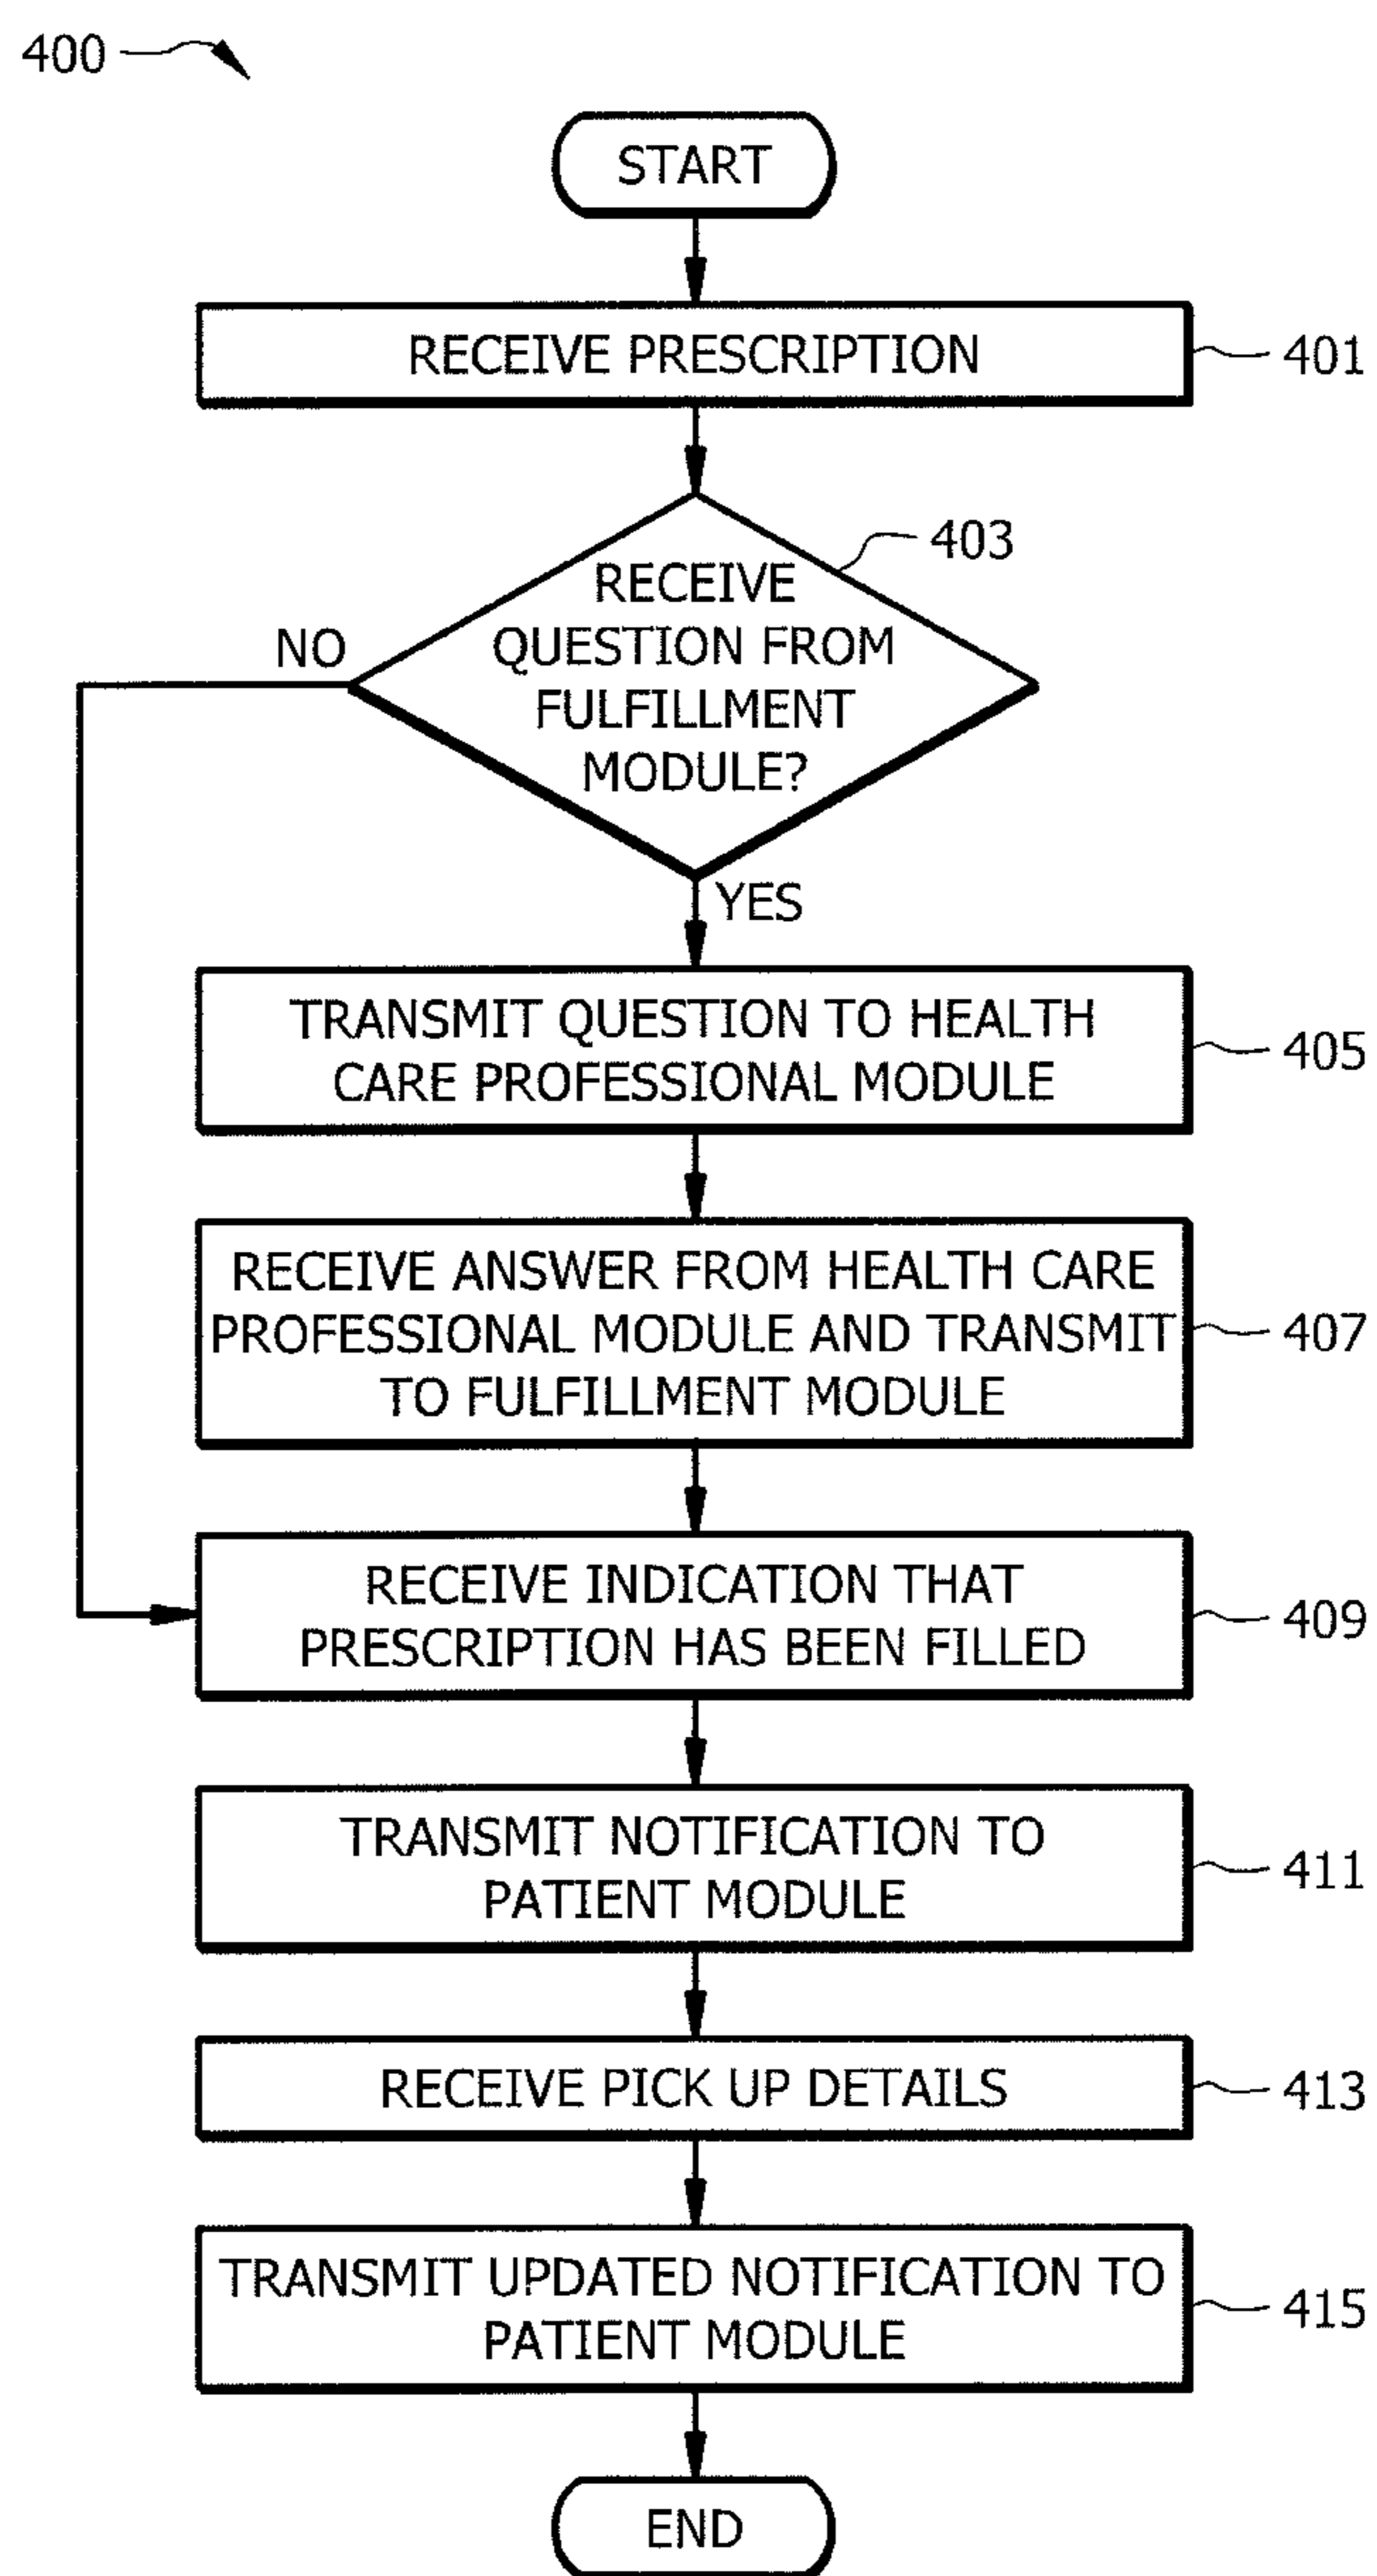 400
START
RECEIVE PRESCRIPTION
401
403
RECEIVE
QUESTION FROM
FULFILLMENT
MODULE?
NO
YES
TRANSMIT QUESTION TO HEALTH
CARE PROFESSIONAL MODULE
405
RECEIVE ANSWER FROM HEALTH CARE
PROFESSIONAL MODULE AND TRANSMIT
TO FULFILLMENT MODULE
407
RECEIVE INDICATION THAT
PRESCRIPTION HAS BEEN FILLED
409
TRANSMIT NOTIFICATION TO
PATIENT MODULE
411
RECEIVE PICK UP DETAILS
413
TRANSMIT UPDATED NOTIFICATION TO
PATIENT MODULE
415
END